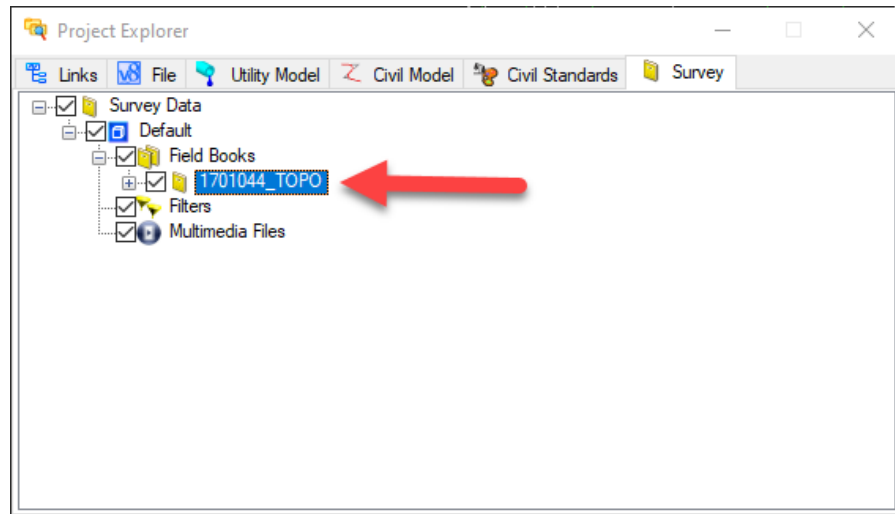 Project Explorer
Links File Utility Model Civil Model Civil Standards Survey
Survey Data
Default
Field Books
1701044_TOPO
Filters
Multimedia Files